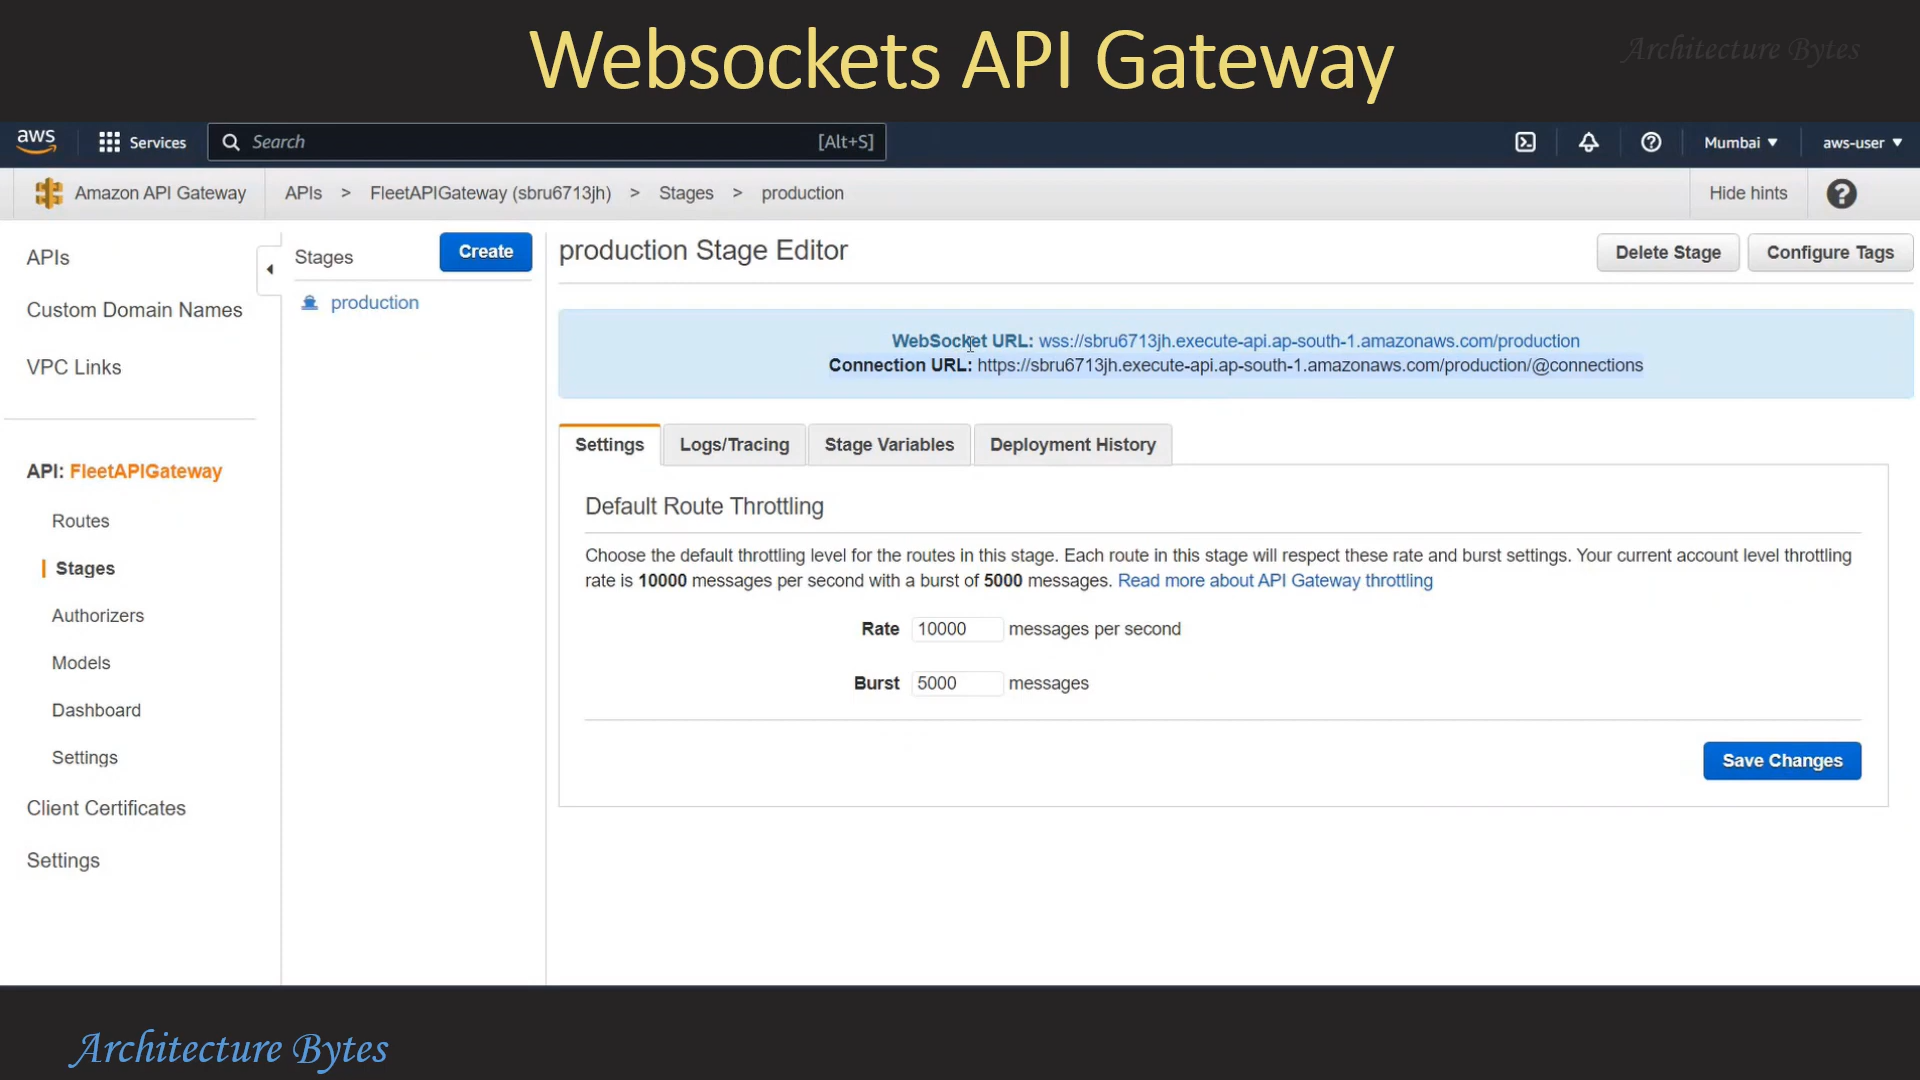 Websockets API Gateway
Architecture Bytes
aws
Services
Search
[Alt+S]
Mumbai
aws-user
Amazon API Gateway
APIs > FleetAPIGateway (sbru6713jh) > Stages > production
Hide hints
APIs
Custom Domain Names
VPC Links
API: FleetAPIGateway
Routes
Stages
Authorizers
Models
Dashboard
Settings
Client Certificates
Settings
Stages
Create
production
production Stage Editor
Delete Stage
Configure Tags
WebSocket URL: wss://sbru6713jh.execute-api.ap-south-1.amazonaws.com/production
Connection URL: https://sbru6713jh.execute-api.ap-south-1.amazonaws.com/production/@connections
Settings
Logs/Tracing
Stage Variables
Deployment History
Default Route Throttling
Choose the default throttling level for the routes in this stage. Each route in this stage will respect these rate and burst settings. Your current account level throttling
rate is 10000 messages per second with a burst of 5000 messages. Read more about API Gateway throttling
Rate 10000 messages per second
Burst 5000 messages
Save Changes
Architecture Bytes